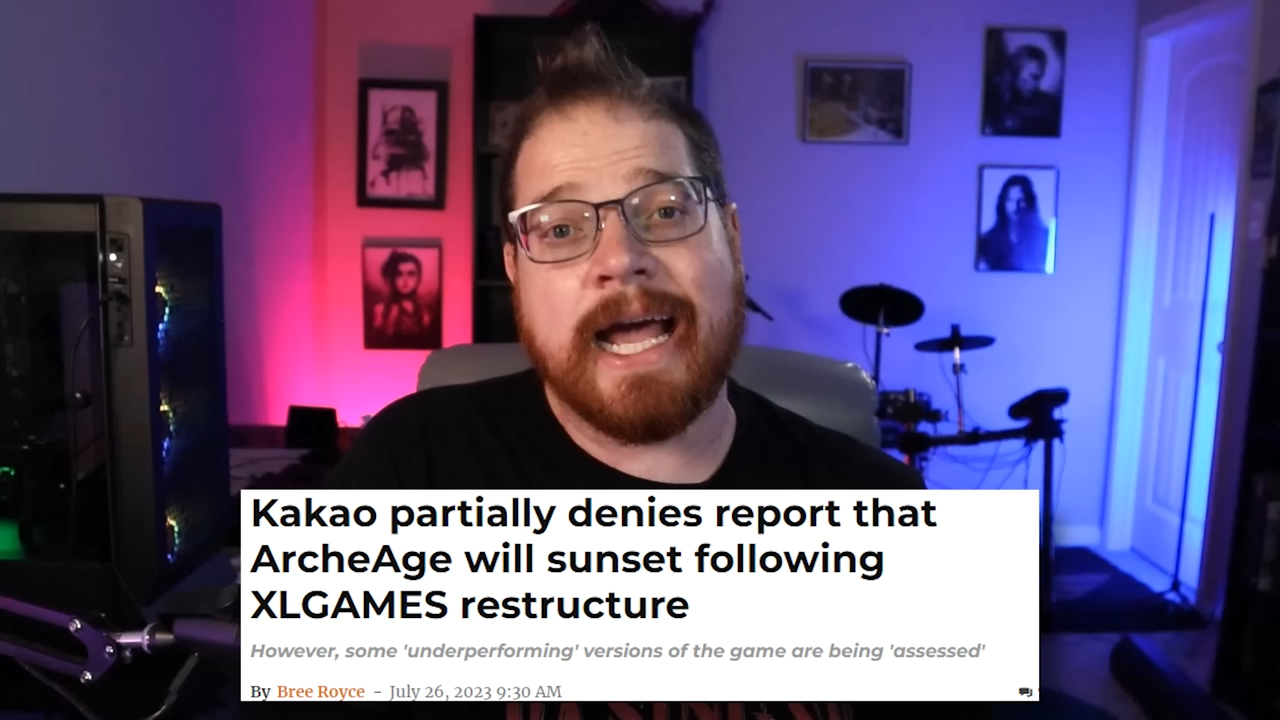 Kakao partially denies report that
ArcheAge will sunset following
XLGAMES restructure
However, some 'underperforming' versions of the game are being 'assessed'
By Bree Royce - July 26, 2023 9:30 AM